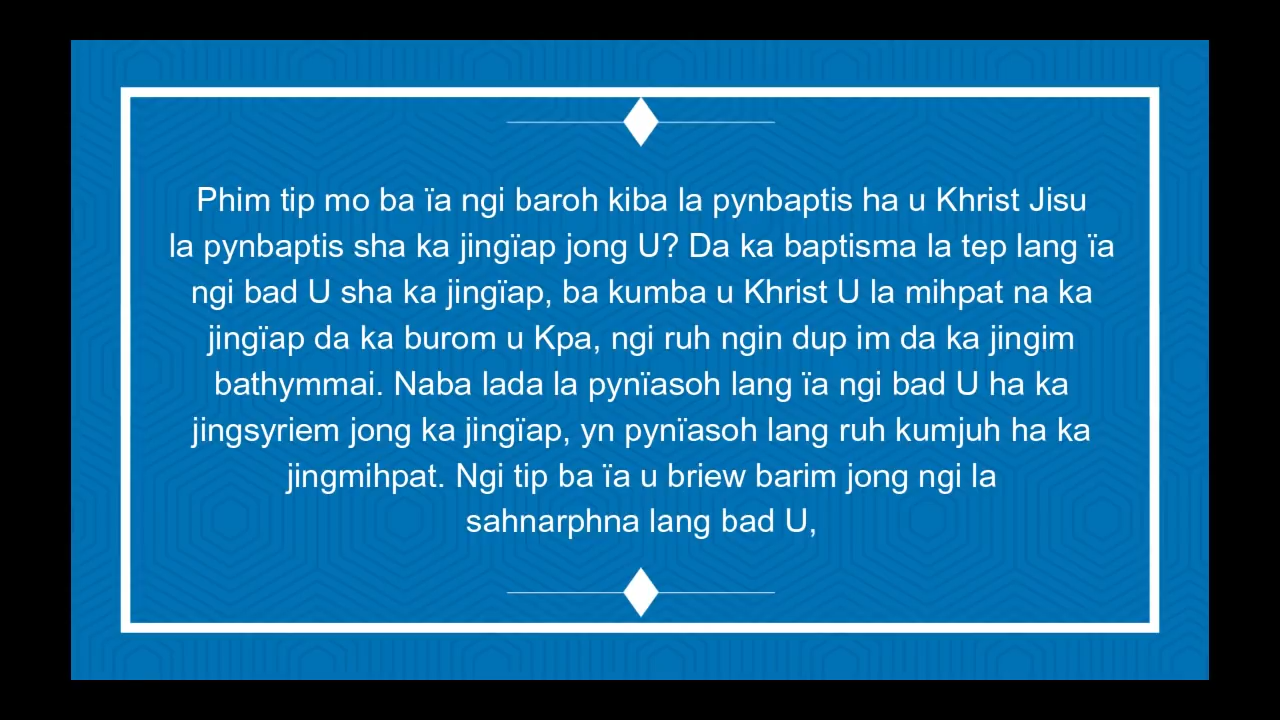 Phim tip mo ba ïa ngi baroh kiba la pynbaptis ha u Khrist Jisu
la pynbaptis sha ka jingïap jong U? Da ka baptisma la tep lang ïa
ngi bad U sha ka jingïap, ba kumba u Khrist U la mihpat na ka
jingïap da ka burom u Kpa, ngi ruh ngin dup im da ka jingim
bathymmai. Naba lada la pynïasoh lang ïa ngi bad U ha ka
jingsyriem jong ka jingïap, yn pynïasoh lang ruh kumjuh ha ka
jingmihpat. Ngi tip ba ïa u briew barim jong ngi la
sahnarphna lang bad U,